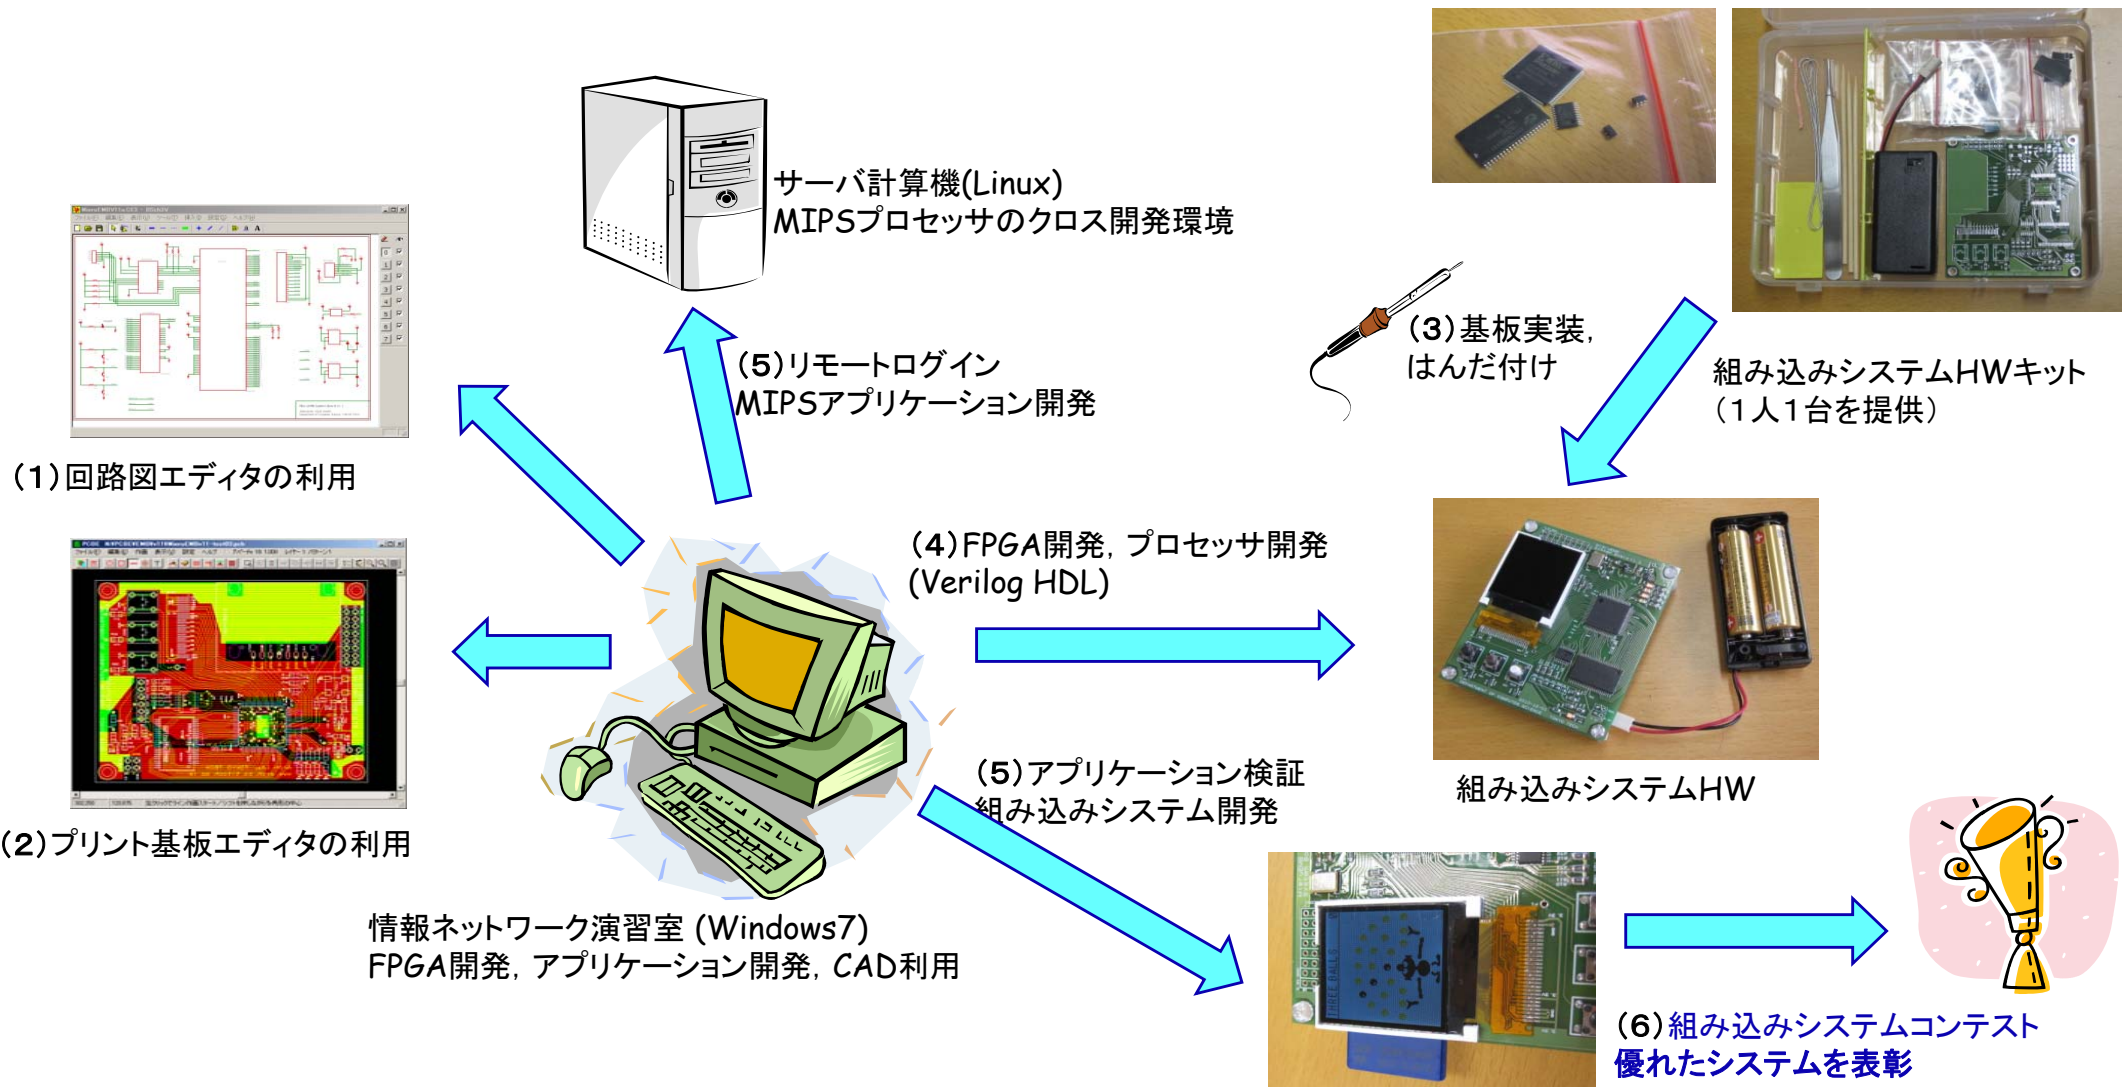 サーバ計算機(Linux)
MIPSプロセッサのクロス開発環境
(5)リモートログイン
MIPSアプリケーション開発
(3)基板実装,
はんだ付け
組み込みシステムHWキット
(1人1台を提供)
(1)回路図エディタの利用
(4)FPGA開発, プロセッサ開発
(Verilog HDL)
(2)プリント基板エディタの利用
(5)アプリケーション検証
組み込みシステム開発
組み込みシステムHW
情報ネットワーク演習室 (Windows7)
FPGA開発, アプリケーション開発, CAD利用
THREE BALLS
(6)組み込みシステムコンテスト
優れたシステムを表彰